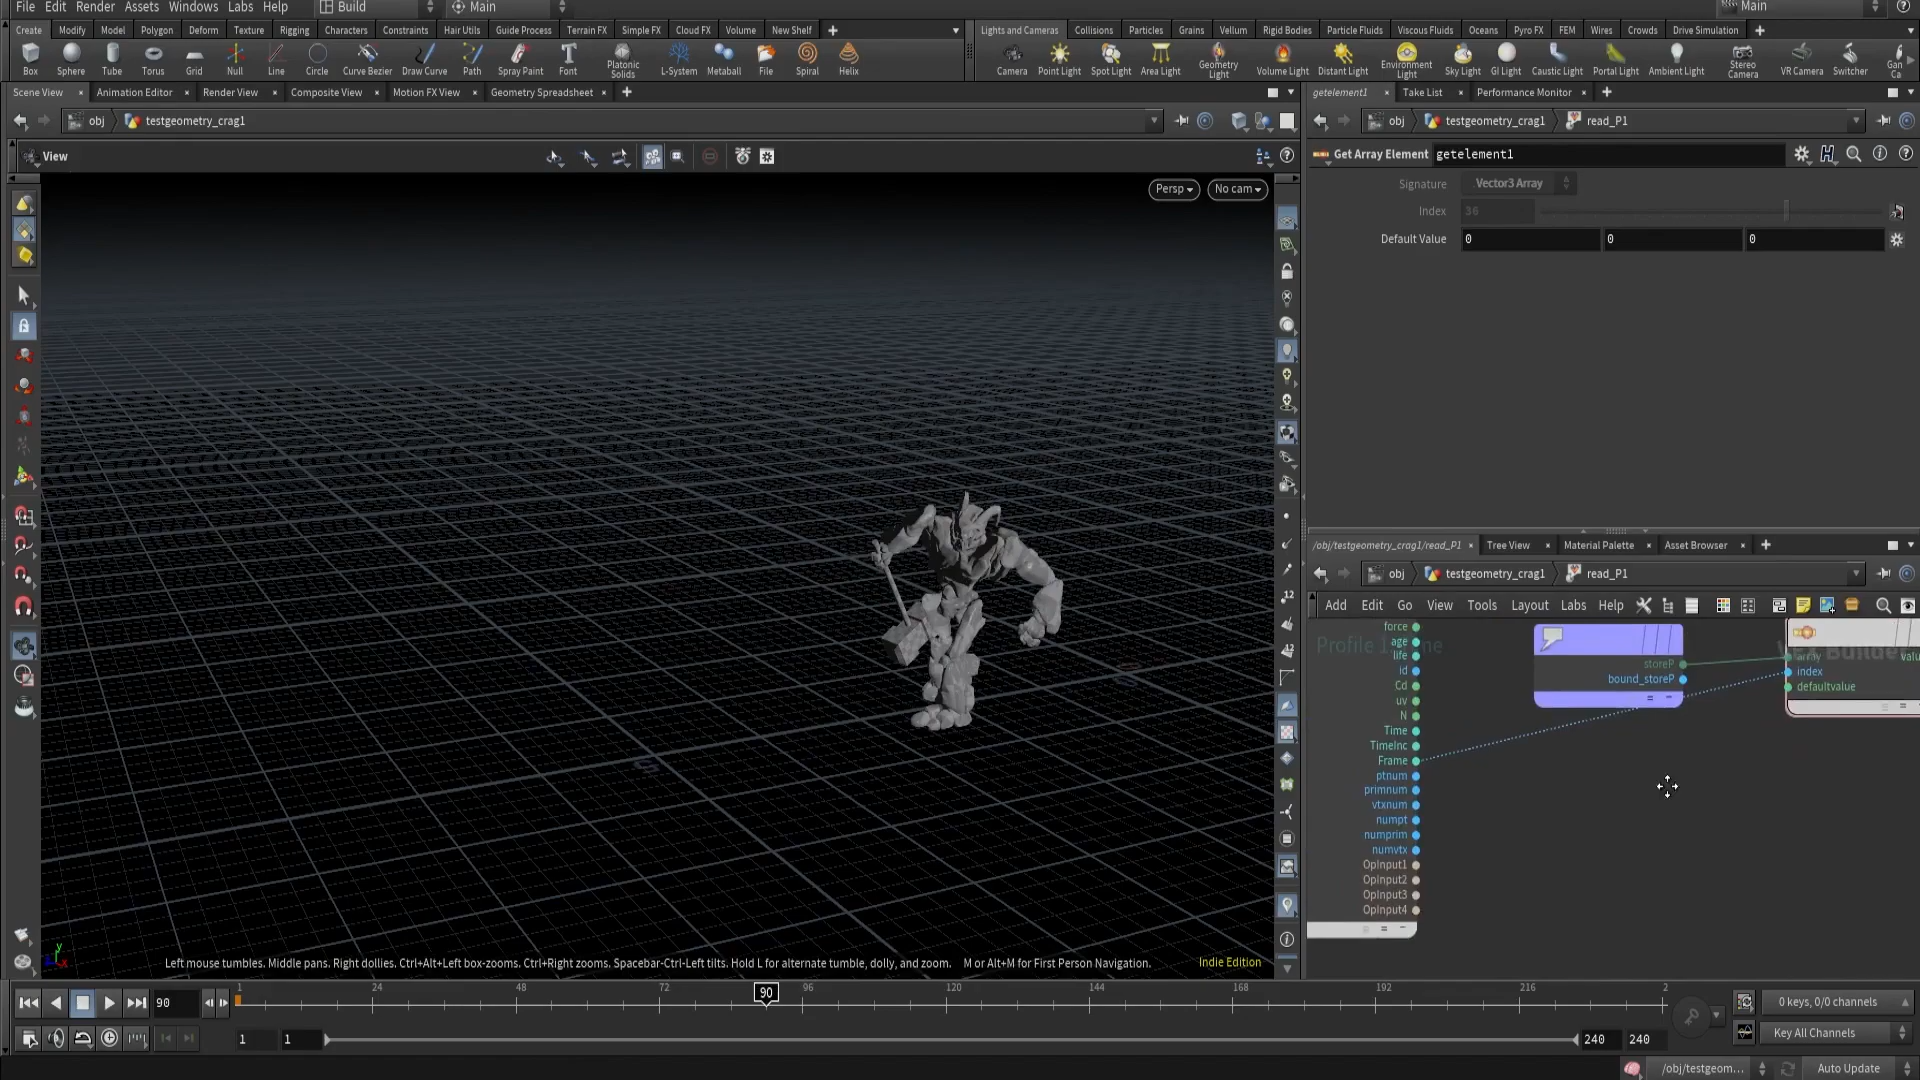 File Edit Render Assets Windows Labs Help Build Main Main
Create Modify Model Polygon Deform Texture Rigging Characters Constraints Hair Utils Guide Process Terrain FX Simple FX Cloud FX Volume New Shelf
Lights and Cameras Collisions Particles Grains Vellum Rigid Bodies Particle Fluids Viscous Fluids Oceans Pyro FX FEM Wires Crowds Drive Simulation
Box Sphere Tube Torus Grid Null Line Circle Curve Bezier Draw Curve Path Spray Paint Font Platonic Solids L-System Metaball File Spiral Helix
Camera Point Light Spot Light Area Light Geometry Light Volume Light Distant Light Environment Light Sky Light GI Light Caustic Light Portal Light Ambient Light Stereo Camera VR Camera Switcher Gan Ca
Scene View Animation Editor Render View Composite View Motion FX View Geometry Spreadsheet
getelement1 Take List Performance Monitor
obj testgeometry_crag1
obj testgeometry_crag1 read_P1
View
Get Array Element getelement1
Persp No cam
Signature Vector3 Array
Index 36
Default Value 0 0 0
/obj/testgeometry_crag1/read_P1 Tree View Material Palette Asset Browser
obj testgeometry_crag1 read_P1
Add Edit Go View Tools Layout Labs Help
force
age
life
id
Cd
uv
N
Time
TimeInc
Frame
ptnum
primnum
vtxnum
numpt
numprim
numvtx
OpInput1
OpInput2
OpInput3
OpInput4
storeP
bound_storeP
array
index
defaultvalue
valu
Left mouse tumbles. Middle pans. Right dollies. Ctrl+Alt+Left box-zooms. Ctrl+Right zooms. Spacebar-Ctrl-Left tilts. Hold L for alternate tumble, dolly, and zoom. M or Alt+M for First Person Navigation.
Indie Edition
90 1 24 48 72 90 96 120 144 168 192 216 2
0 keys, 0/0 channels
1 1 240 240
Key All Channels
/obj/testgeom... Auto Update